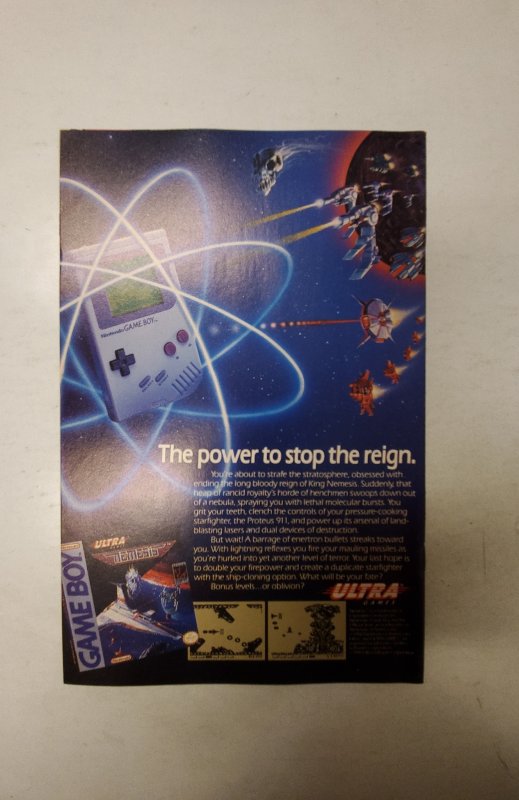 Nintendo GAME BOY™
The power to stop the reign.
You're about to strafe the stratosphere, obsessed with
ending the long bloody reign of King Nemesis. Suddenly, that
heap of rancid royalty's horde of henchmen swoops down out
of a nebula, spraying you with lethal molecular bursts. You
grit your teeth, clench the controls of your pressure-cooking
starfighter, the Proteus 911, and power up its arsenal of land-
blasting lasers and dual devices of destruction.
But wait! A barrage of enertron bullets streaks toward
you. With lightning reflexes you fire your mauling missiles as
you're hurled into yet another level of terror. Your last hope is
to double your firepower and create a duplicate starfighter
with the ship-cloning option. What will be your fate?
Bonus levels...or oblivion?
ULTRA
GAMES
GAME BOY
ULTRA
nemesis
Nintendo